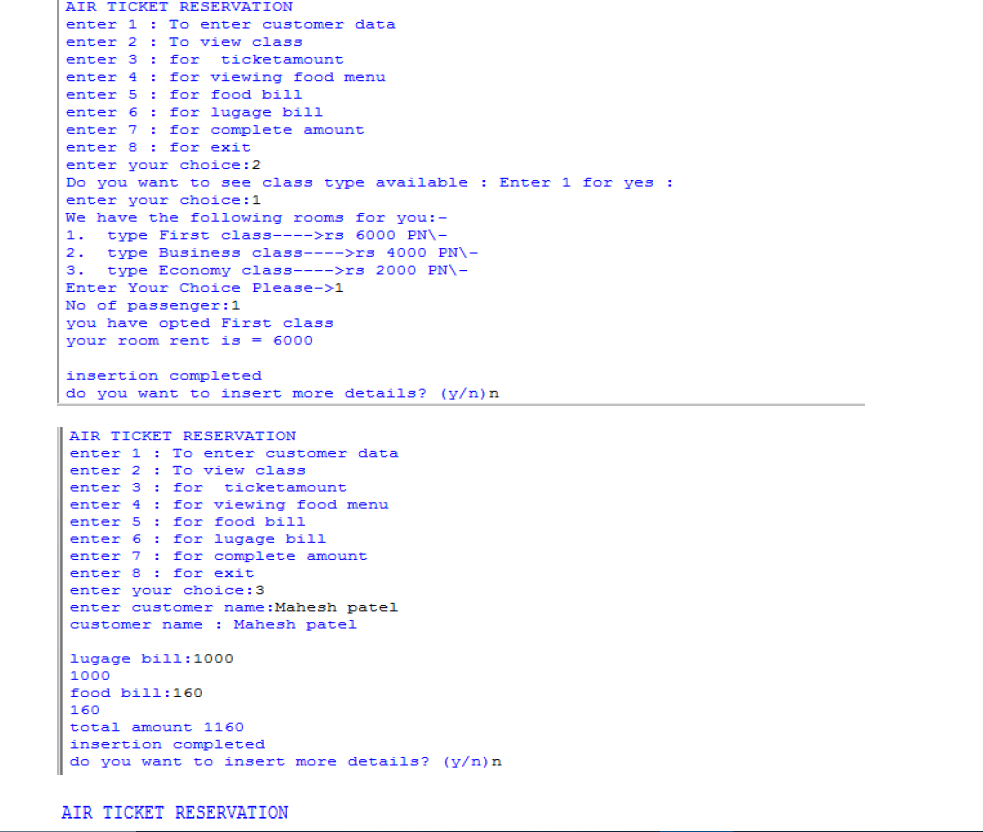 AIR TICKET RESERVATION
enter 1 : To enter customer data
enter 2 : To view class
enter 3 : for  ticketamount
enter 4 : for viewing food menu
enter 5 : for food bill
enter 6 : for lugage bill
enter 7 : for complete amount
enter 8 : for exit
enter your choice:2
Do you want to see class type available : Enter 1 for yes :
enter your choice:1
We have the following rooms for you:-
1.  type First class---->rs 6000 PN\-
2.  type Business class---->rs 4000 PN\-
3.  type Economy class---->rs 2000 PN\-
Enter Your Choice Please->1
No of passenger:1
you have opted First class
your room rent is = 6000
insertion completed
do you want to insert more details? (y/n)n
AIR TICKET RESERVATION
enter 1 : To enter customer data
enter 2 : To view class
enter 3 : for  ticketamount
enter 4 : for viewing food menu
enter 5 : for food bill
enter 6 : for lugage bill
enter 7 : for complete amount
enter 8 : for exit
enter your choice:3
enter customer name:Mahesh patel
customer name : Mahesh patel
lugage bill:1000
1000
food bill:160
160
total amount 1160
insertion completed
do you want to insert more details? (y/n)n
AIR TICKET RESERVATION